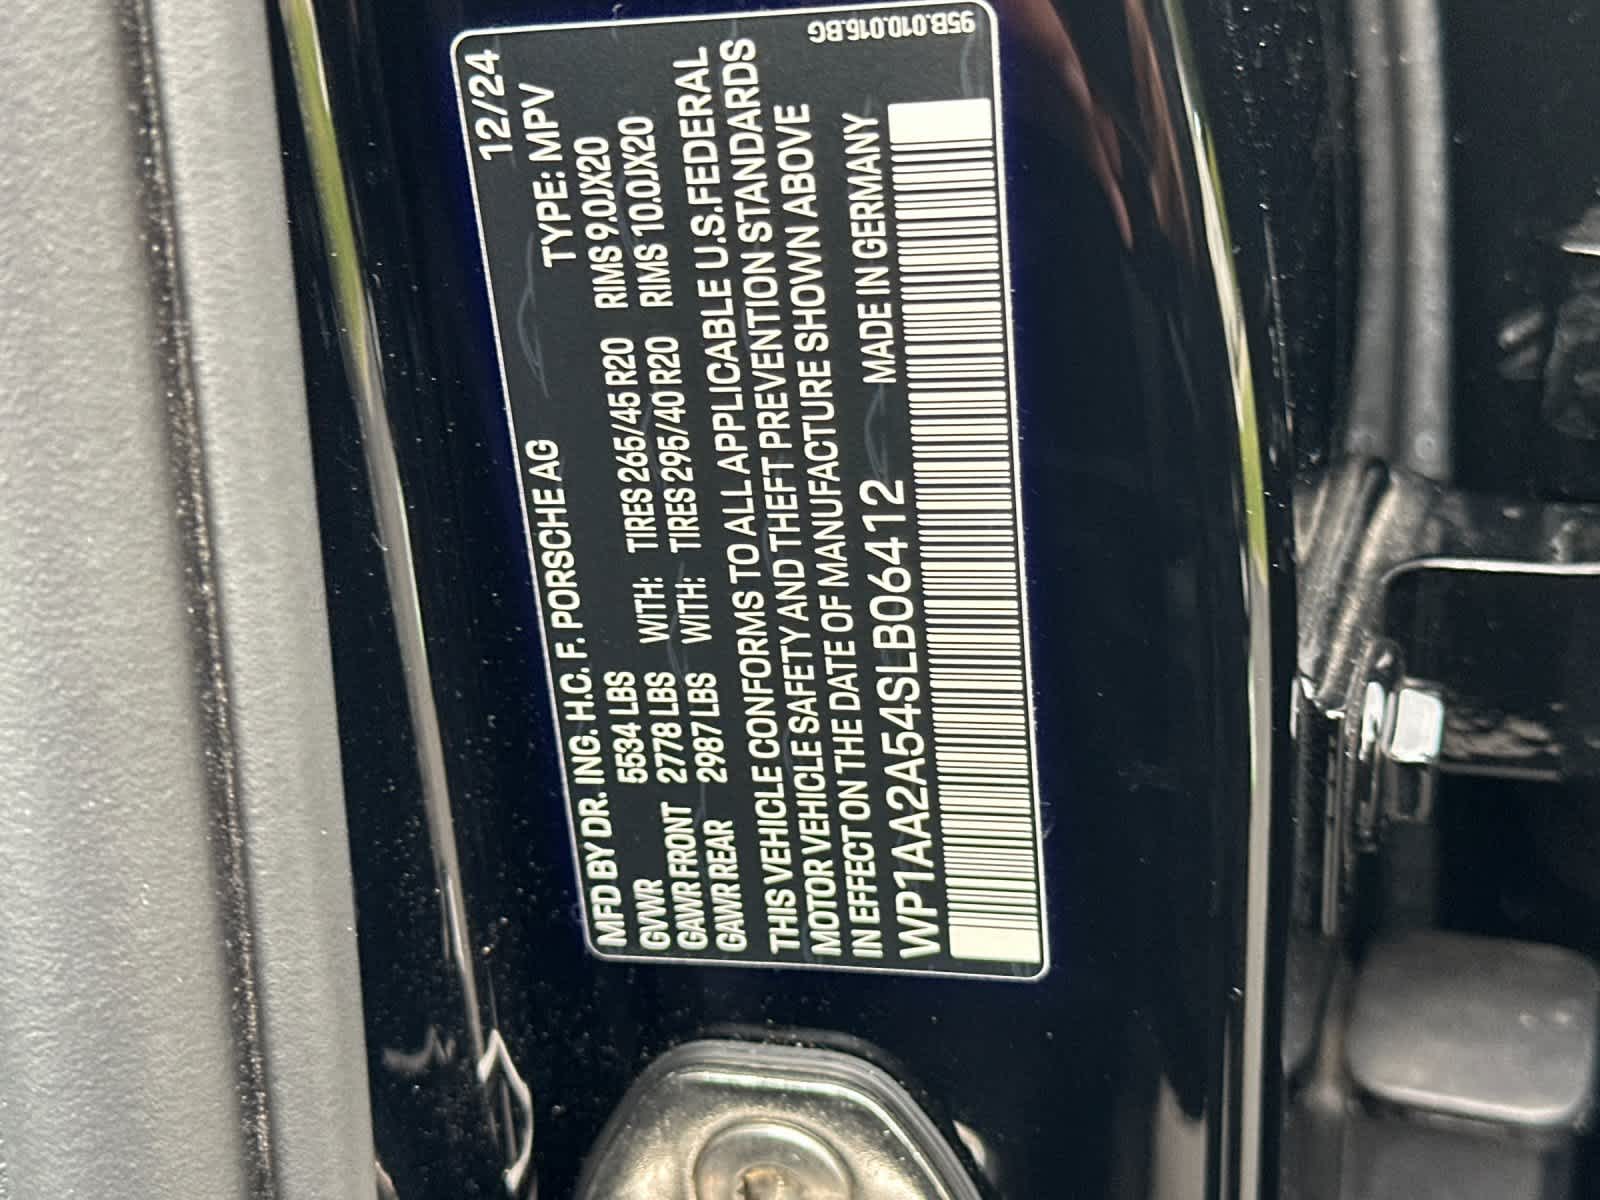 12/24
MFD BY DR. ING. H.C. F. PORSCHE AG TYPE: MPV
GVWR 5534 LBS WITH: TIRES 265/45 R20 RIMS 9.0JX20
GAWR FRONT 2778 LBS WITH: TIRES 295/40 R20 RIMS 10.0JX20
GAWR REAR 2987 LBS
THIS VEHICLE CONFORMS TO ALL APPLICABLE U.S. FEDERAL
MOTOR VEHICLE SAFETY AND THEFT PREVENTION STANDARDS
IN EFFECT ON THE DATE OF MANUFACTURE SHOWN ABOVE
WP1AA2A54SLB06412 MADE IN GERMANY
95B.010.016.BG